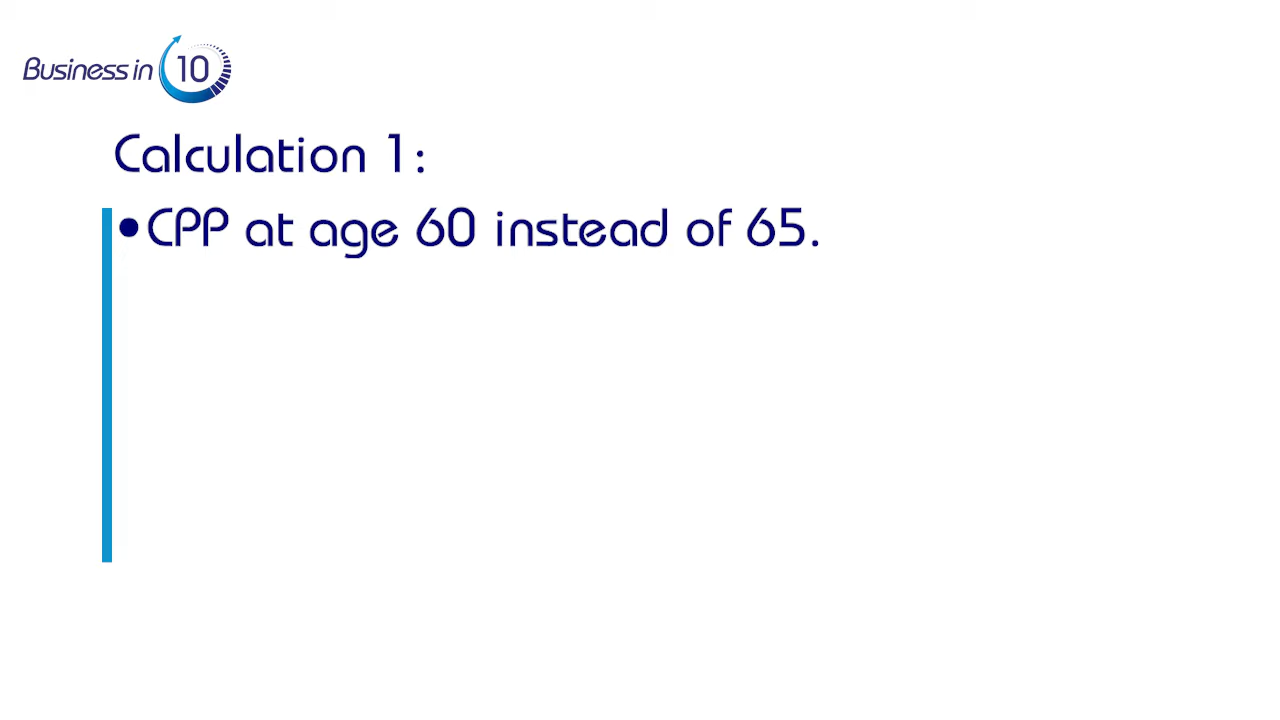 Business in 10
Calculation 1:
•CPP at age 60 instead of 65.